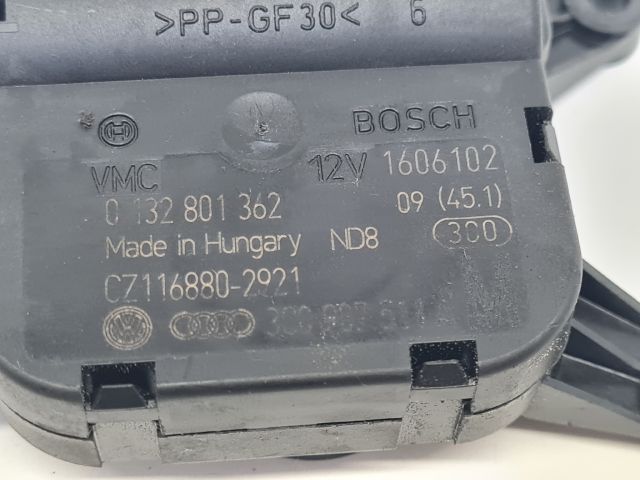 >PP-GF30< 6
BOSCH
VMC 12V 1606102
0 132 801 362 09 (45.1)
Made in Hungary ND8 3C0
CZ116880-2921
M